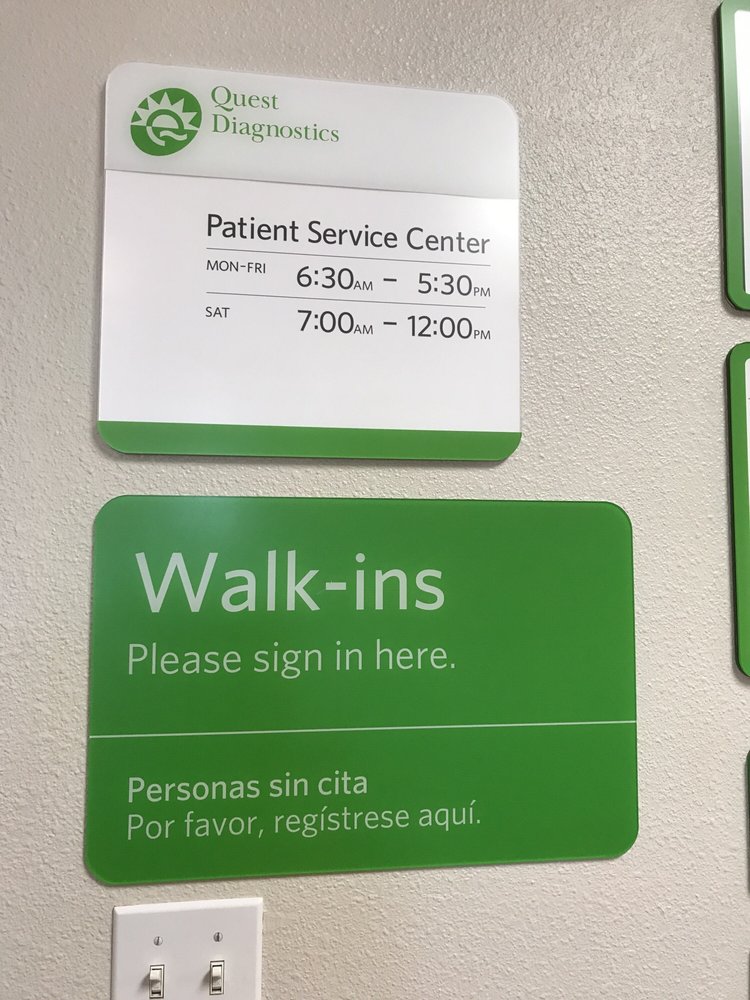 Quest
Diagnostics
Patient Service Center
MON-FRI 6:30AM - 5:30PM
SAT 7:00AM - 12:00PM
Walk-ins
Please sign in here.
Personas sin cita
Por favor, regístrese aquí.